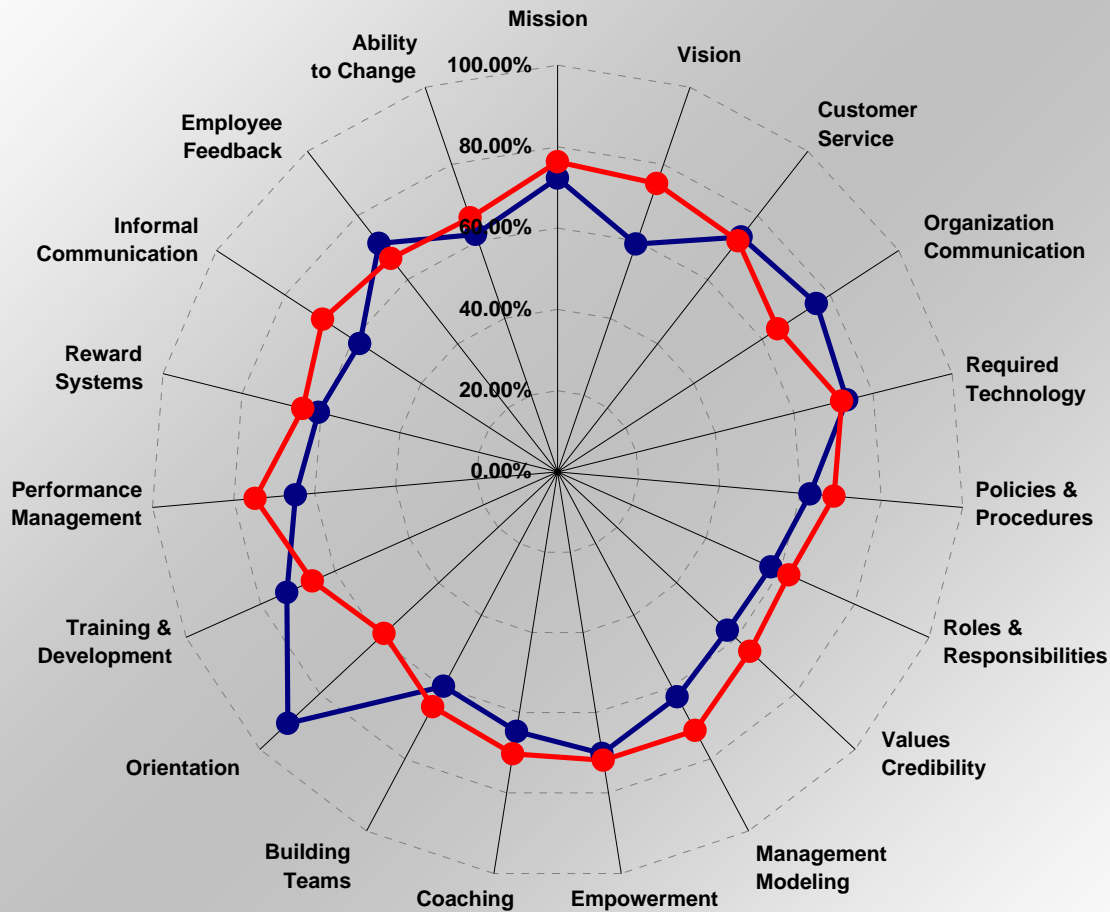 Mission
Vision
Customer
Service
Organization
Communication
Required
Technology
Policies &
Procedures
Roles &
Responsibilities
Values
Credibility
Management
Modeling
Empowerment
Coaching
Building
Teams
Orientation
Training &
Development
Performance
Management
Reward
Systems
Informal
Communication
Employee
Feedback
Ability
to Change
100.00%
80.00%
60.00%
40.00%
20.00%
0.00%